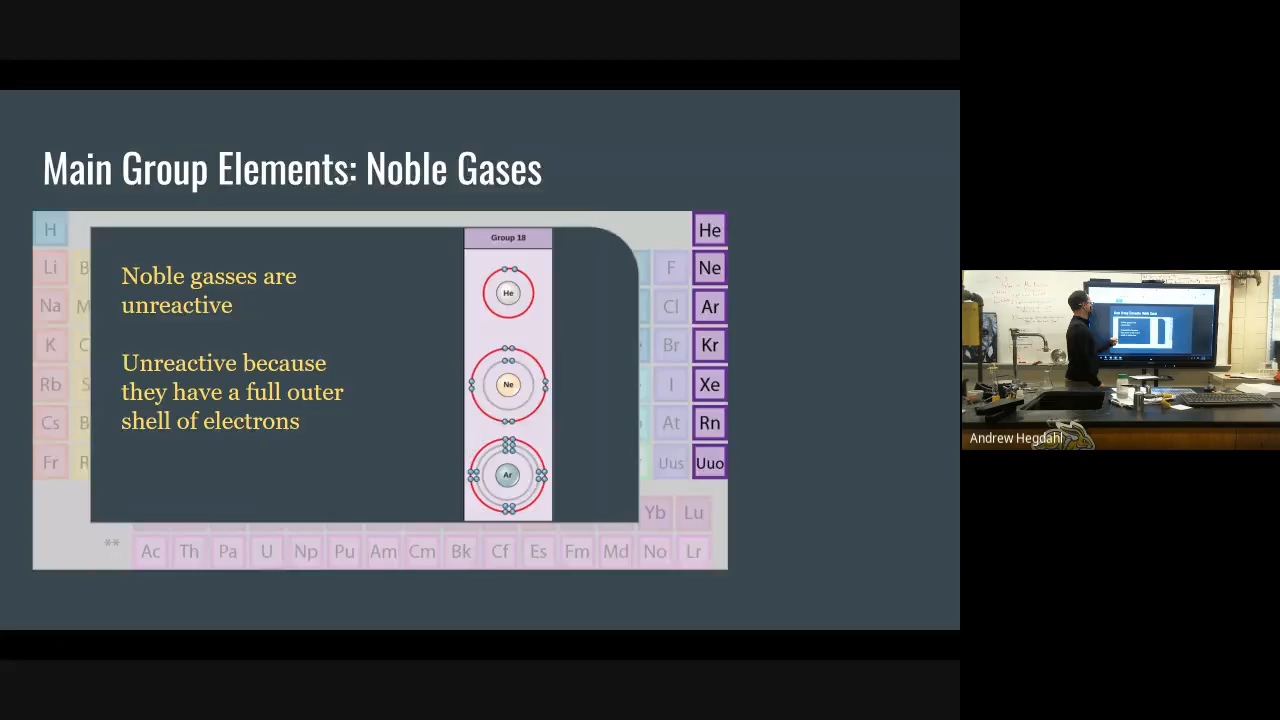 Main Group Elements: Noble Gases
H
He
Li
B
F
Ne
Na
M
Cl
Ar
K
C
Br
Kr
Rb
S
I
Xe
Cs
B
At
Rn
Fr
R
Uus
Uuo
Yb
Lu
**
Ac Th Pa U Np Pu Am Cm Bk Cf Es Fm Md No Lr
Noble gasses are
unreactive
Unreactive because
they have a full outer
shell of electrons
Group 18
He
Ne
Ar
Andrew Hegdahl